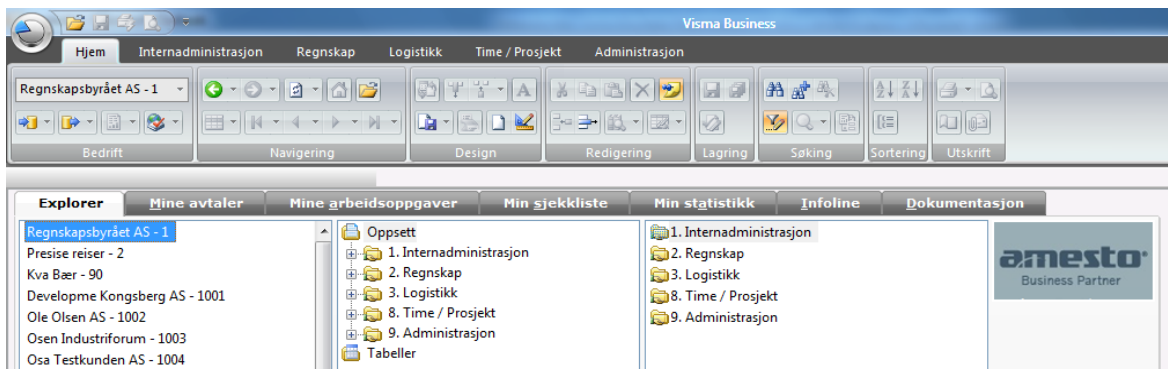 Visma Business
Hjem Internadministrasjon Regnskap Logistikk Time / Prosjekt Administrasjon
Regnskapsbyrået AS - 1
Bedrift Navigering Design Redigering Lagring Søking Sortering Utskrift
Explorer Mine avtaler Mine arbeidsoppgaver Min sjekkliste Min statistikk Infoline Dokumentasjon
Regnskapsbyrået AS - 1
Presise reiser - 2
Kva Bær - 90
Developme Kongsberg AS - 1001
Ole Olsen AS - 1002
Osen Industriforum - 1003
Osa Testkunden AS - 1004
Oppsett
1. Internadministrasjon
2. Regnskap
3. Logistikk
8. Time / Prosjekt
9. Administrasjon
Tabeller
1. Internadministrasjon
2. Regnskap
3. Logistikk
8. Time / Prosjekt
9. Administrasjon
amesto
Business Partner